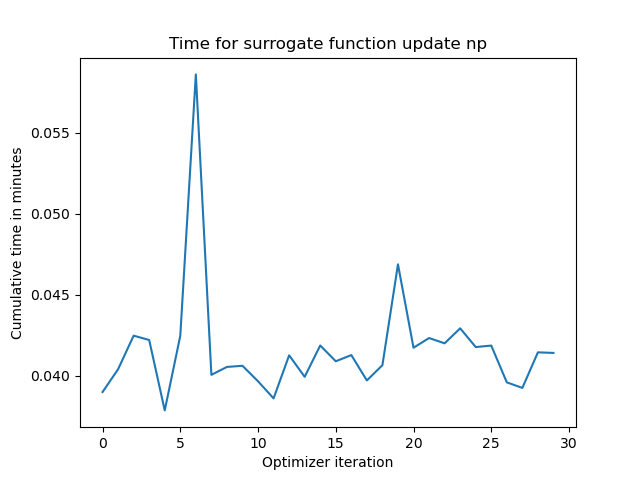 Time for surrogate function update np
Cumulative time in minutes
0.055
0.050
0.045
0.040
0 5 10 15 20 25 30
Optimizer iteration